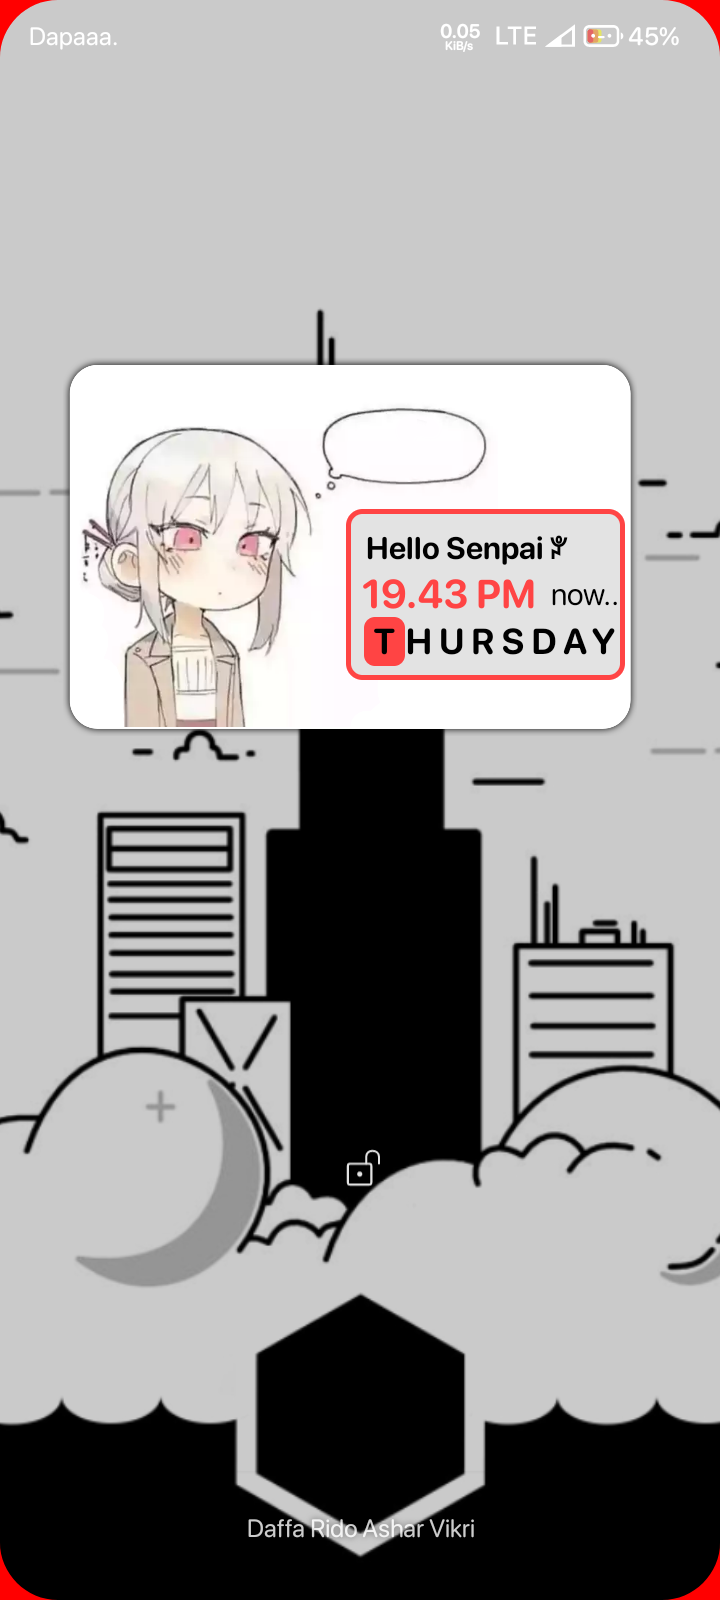 Dapaaa.
0.05
KiB/s
LTE
45%
Hello Senpai
19.43 PM now..
THURSDAY
Daffa Rido Ashar Vikri